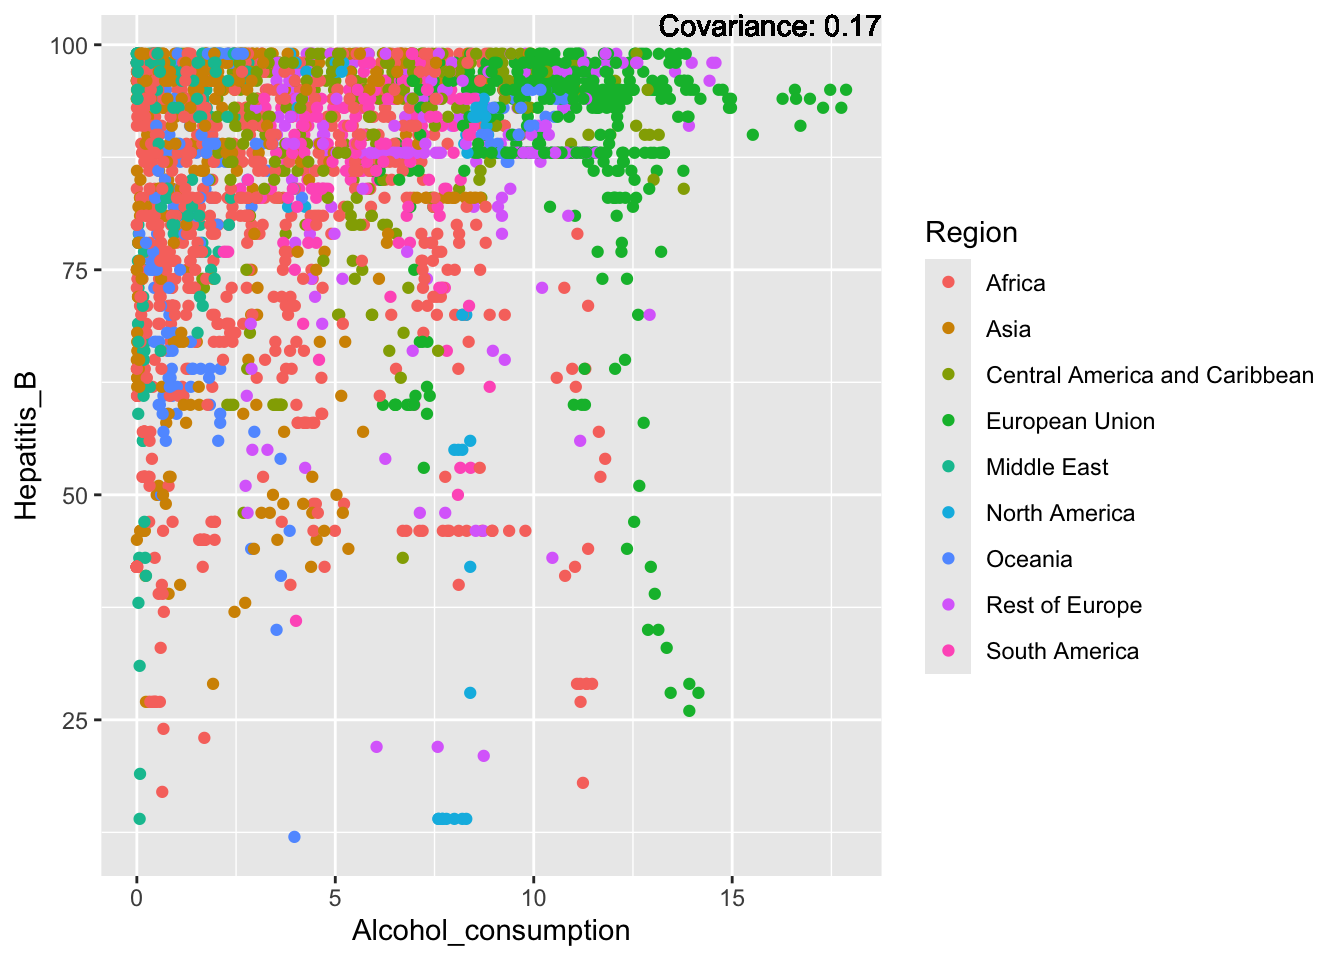 Covariance: 0.17
100
75
50
25
Hepatitis_B
0
5
10
15
Alcohol_consumption
Region
Africa
Asia
Central America and Caribbean
European Union
Middle East
North America
Oceania
Rest of Europe
South America